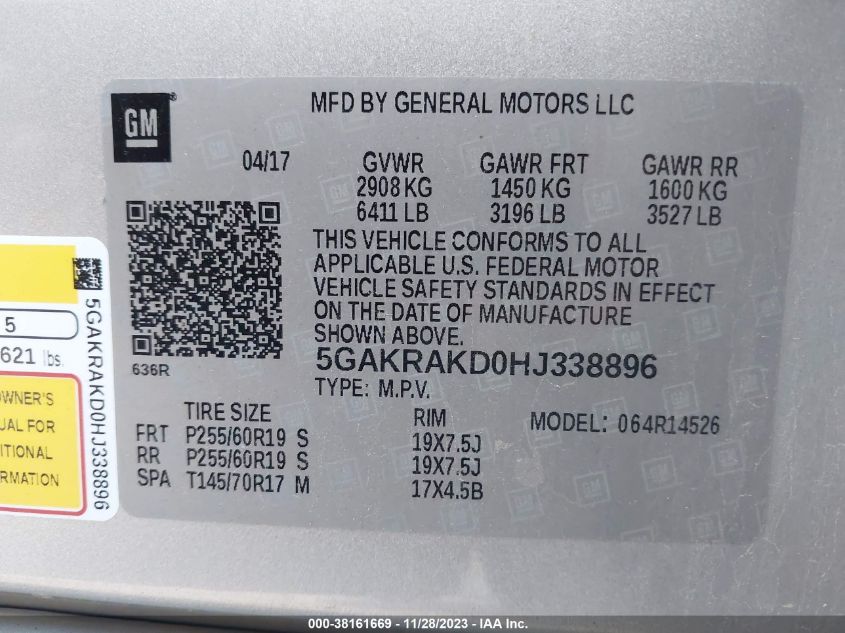 GM
®
MFD BY GENERAL MOTORS LLC
04/17 GVWR GAWR FRT GAWR RR
2908 KG 1450 KG 1600 KG
6411 LB 3196 LB 3527 LB
THIS VEHICLE CONFORMS TO ALL
APPLICABLE U.S. FEDERAL MOTOR
VEHICLE SAFETY STANDARDS IN EFFECT
ON THE DATE OF MANUFACTURE
SHOWN ABOVE.
636R
5GAKRAKD0HJ338896
TYPE: M.P.V.
TIRE SIZE RIM MODEL: 064R14526
FRT P255/60R19 S 19X7.5J
RR P255/60R19 S 19X7.5J
SPA T145/70R17 M 17X4.5B
5
621 lbs.
OWNER'S
FOR
5GAKRAKD0HJ338896
000-38161669 - 11/28/2023 - IAA Inc.